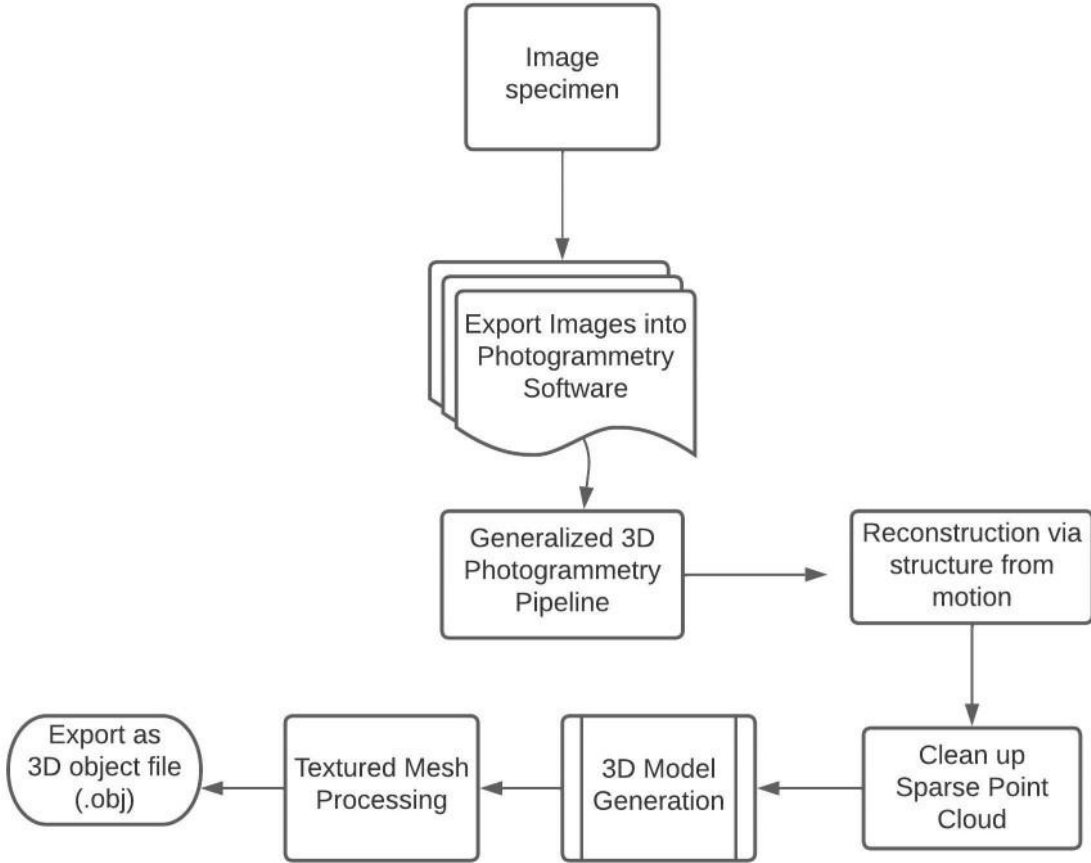 Image
specimen
Export Images into
Photogrammetry
Software
Generalized 3D
Photogrammetry
Pipeline
Reconstruction via
structure from
motion
Clean up
Sparse Point
Cloud
3D Model
Generation
Textured Mesh
Processing
Export as
3D object file
(.obj)